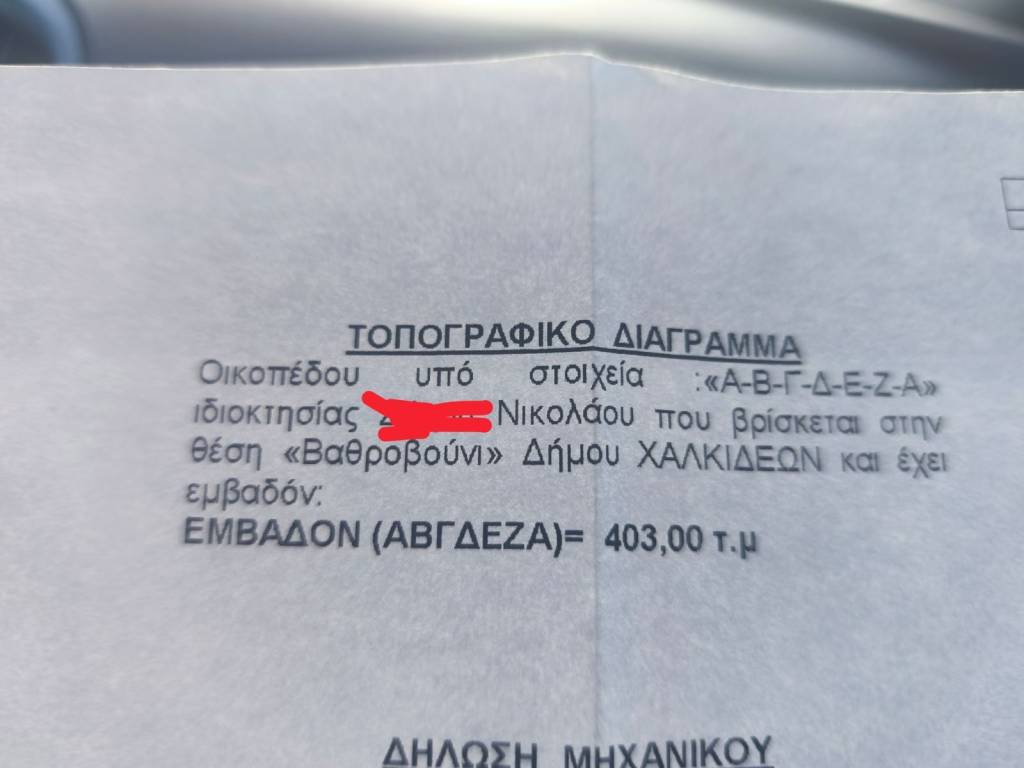 ΤΟΠΟΓΡΑΦΙΚΟ ΔΙΑΓΡΑΜΜΑ
Οικοπέδου υπό στοιχεία :«Α-Β-Γ-Δ-Ε-Ζ-Α»
ιδιοκτησίας Νικολάου που βρίσκεται στην
θέση «Βαθροβούνι» Δήμου ΧΑΛΚΙΔΕΩΝ και έχει
εμβαδόν:
ΕΜΒΑΔΟΝ (ΑΒΓΔΕΖΑ)= 403,00 τ.μ
ΔΗΛΩΣΗ ΜΗΧΑΝΙΚΟΥ